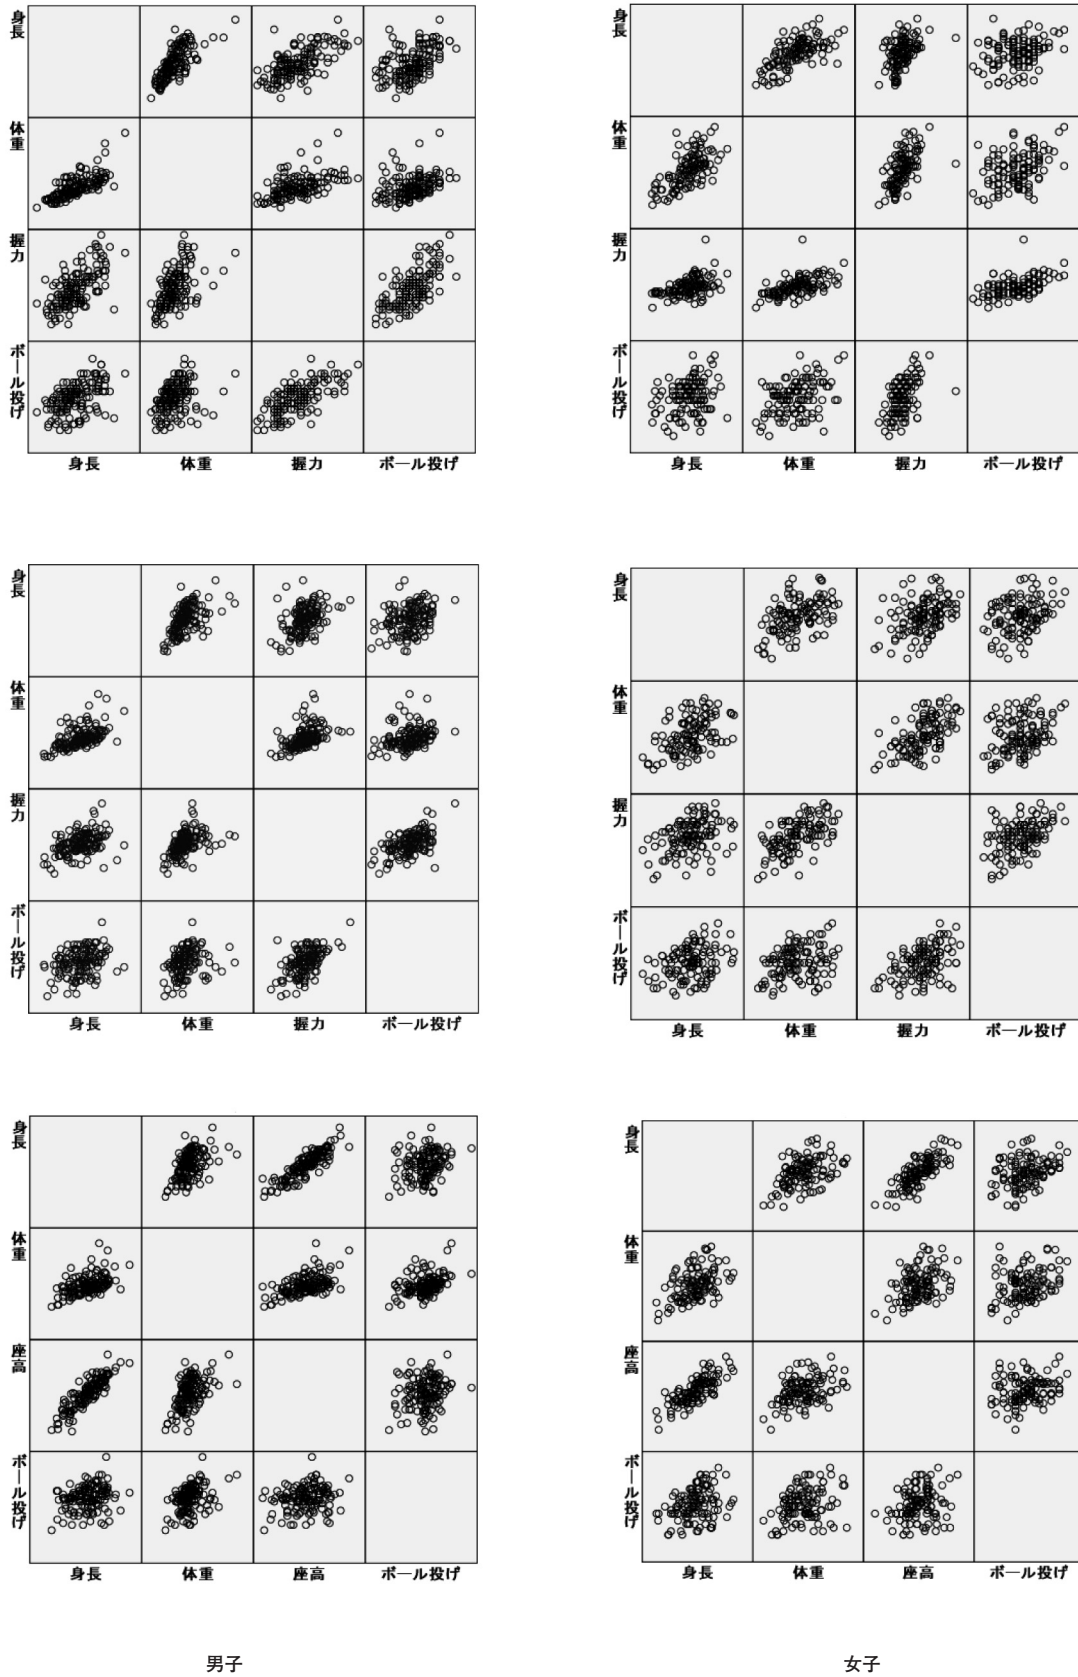 身長
体重
握力
ボール投げ
身長 体重 握力 ボール投げ
身長
体重
握力
ボール投げ
身長 体重 握力 ボール投げ
身長
体重
握力
ボール投げ
身長 体重 握力 ボール投げ
身長
体重
握力
ボール投げ
身長 体重 握力 ボール投げ
身長
体重
座高
ボール投げ
身長 体重 座高 ボール投げ
身長
体重
座高
ボール投げ
身長 体重 座高 ボール投げ
男子 女子